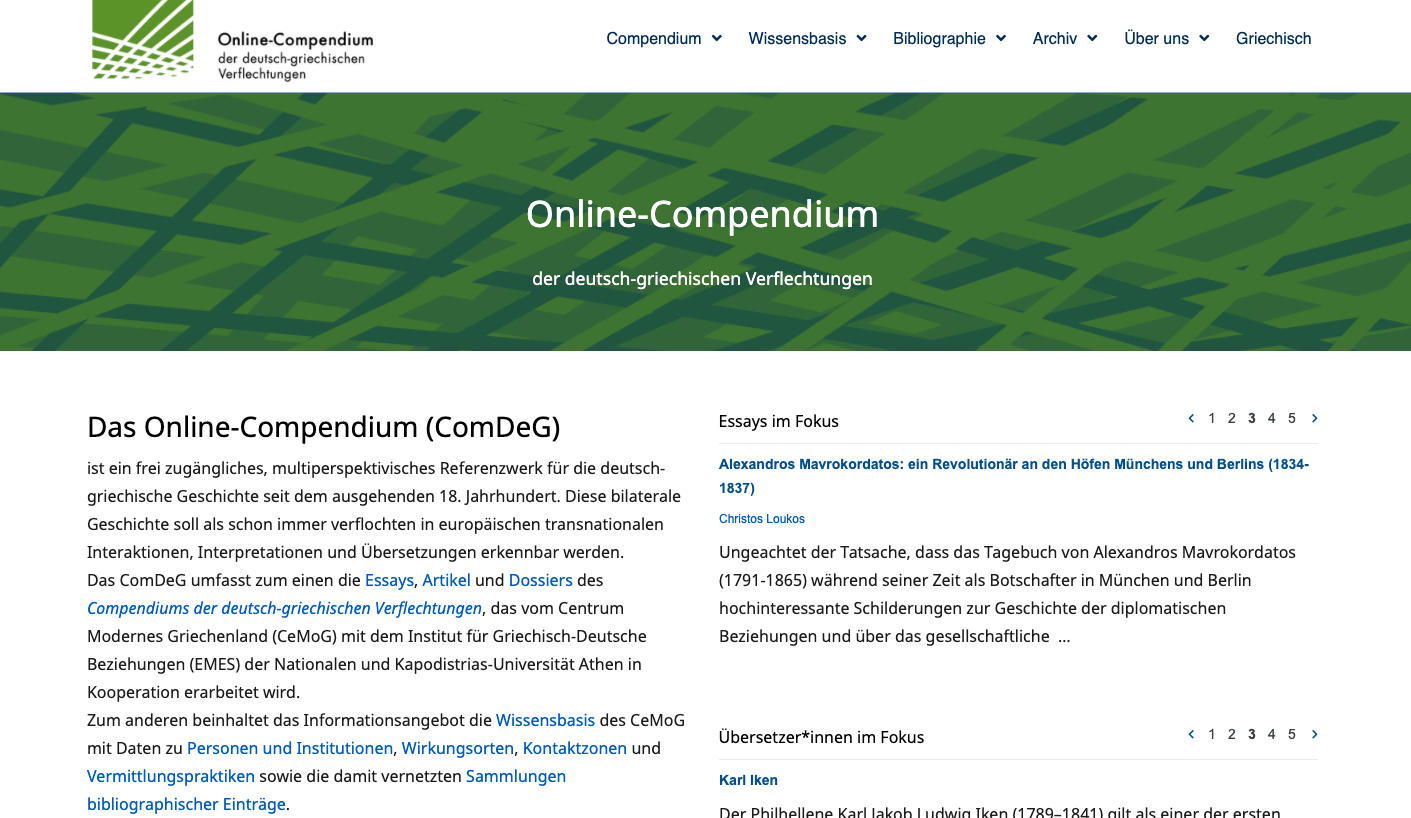 Online-Compendium
der deutsch-griechischen
Verflechtungen
Compendium Wissensbasis Bibliographie Archiv Über uns Griechisch
Online-Compendium
der deutsch-griechischen Verflechtungen
Das Online-Compendium (ComDeG)
ist ein frei zugängliches, multiperspektivisches Referenzwerk für die deutsch-
griechische Geschichte seit dem ausgehenden 18. Jahrhundert. Diese bilaterale
Geschichte soll als schon immer verflochten in europäischen transnationalen
Interaktionen, Interpretationen und Übersetzungen erkennbar werden.
Das ComDeG umfasst zum einen die Essays, Artikel und Dossiers des
Compendiums der deutsch-griechischen Verflechtungen, das vom Centrum
Modernes Griechenland (CeMoG) mit dem Institut für Griechisch-Deutsche
Beziehungen (EMES) der Nationalen und Kapodistrias-Universität Athen in
Kooperation erarbeitet wird.
Zum anderen beinhaltet das Informationsangebot die Wissensbasis des CeMoG
mit Daten zu Personen und Institutionen, Wirkungsorten, Kontaktzonen und
Vermittlungspraktiken sowie die damit vernetzten Sammlungen
bibliographischer Einträge.
Essays im Fokus
1 2 3 4 5
Alexandros Mavrokordatos: ein Revolutionär an den Höfen Münchens und Berlins (1834-
1837)
Christos Loukos
Ungeachtet der Tatsache, dass das Tagebuch von Alexandros Mavrokordatos
(1791-1865) während seiner Zeit als Botschafter in München und Berlin
hochinteressante Schilderungen zur Geschichte der diplomatischen
Beziehungen und über das gesellschaftliche ...
Übersetzer*innen im Fokus
1 2 3 4 5
Karl Iken
Der Philhellene Karl Jakob Ludwig Iken (1789–1841) gilt als einer der ersten